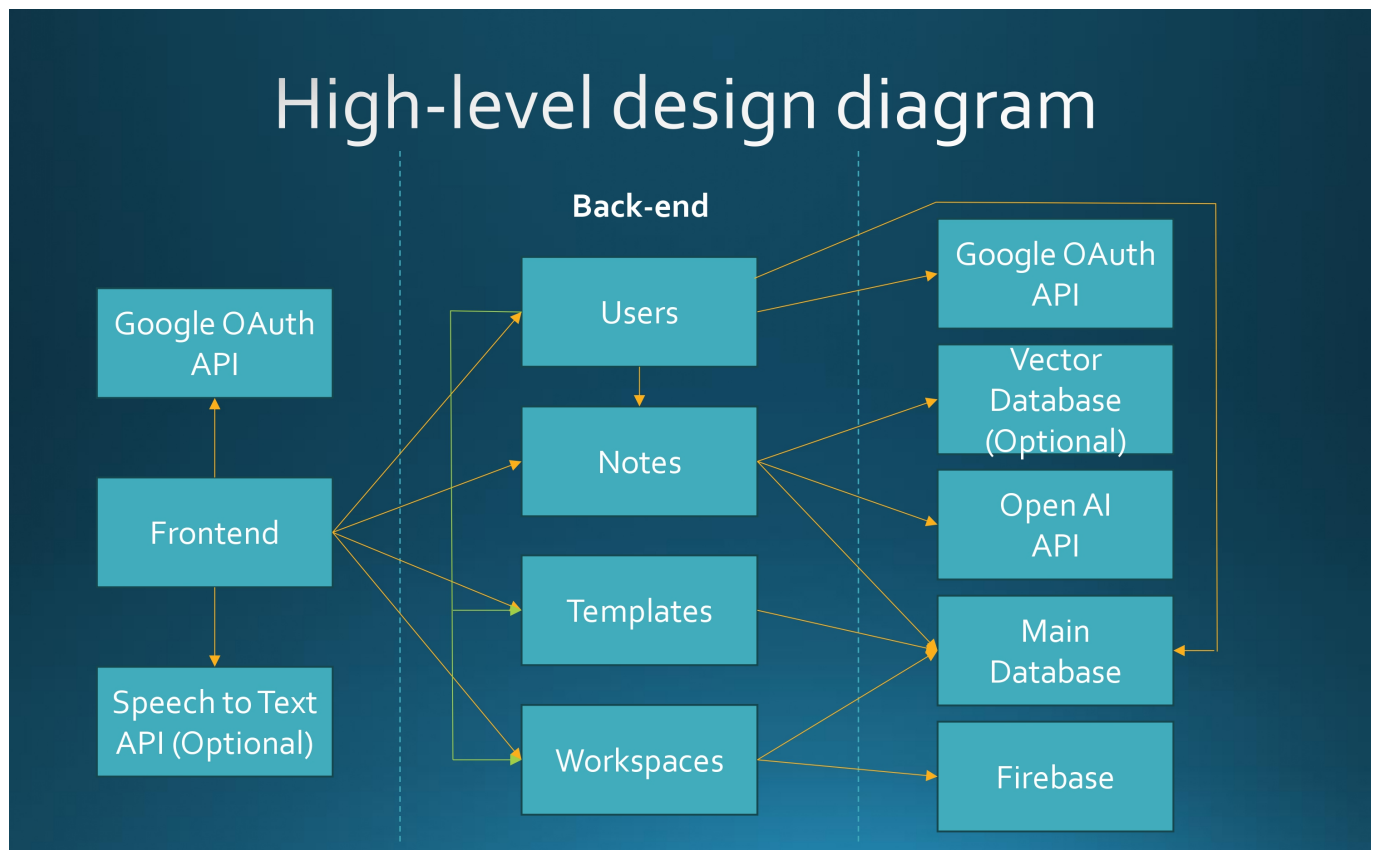 High-level design diagram
Back-end
Google OAuth
API
Frontend
Speech to Text
API (Optional)
Users
Notes
Templates
Workspaces
Google OAuth
API
Vector
Database
(Optional)
Open AI
API
Main
Database
Firebase